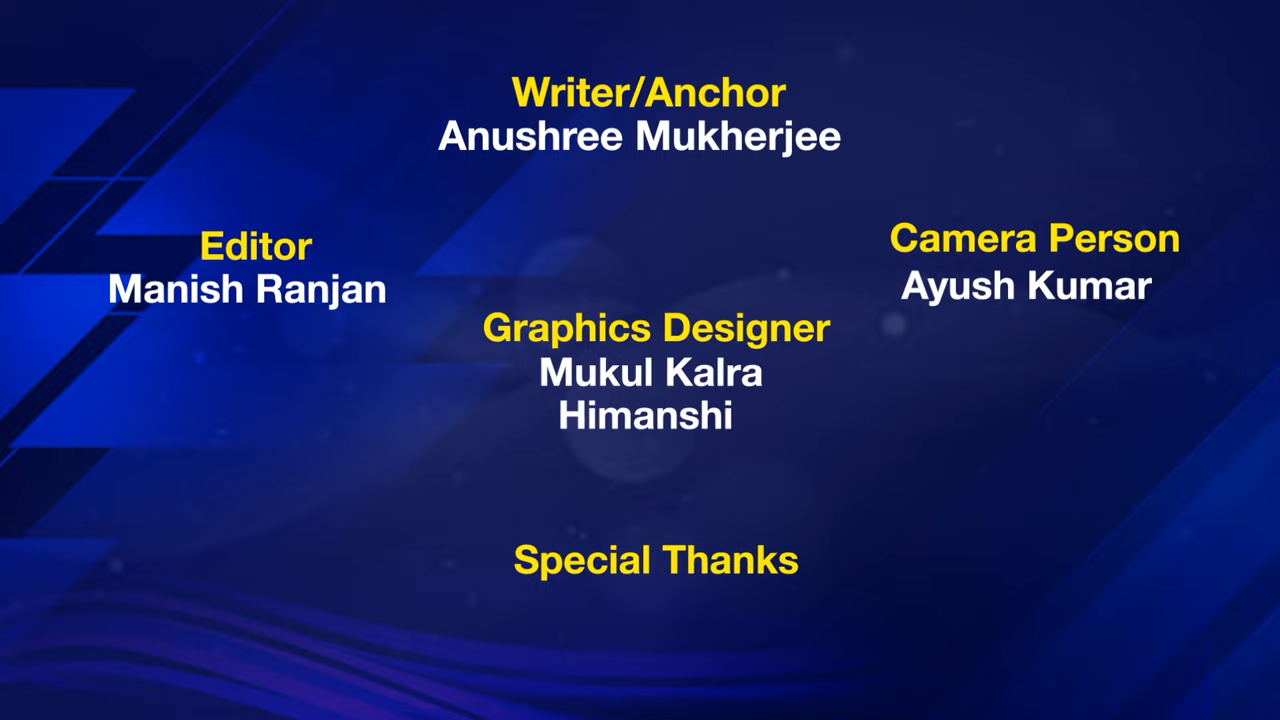 Writer/Anchor
Anushree Mukherjee
Editor
Manish Ranjan
Camera Person
Ayush Kumar
Graphics Designer
Mukul Kalra
Himanshi
Special Thanks